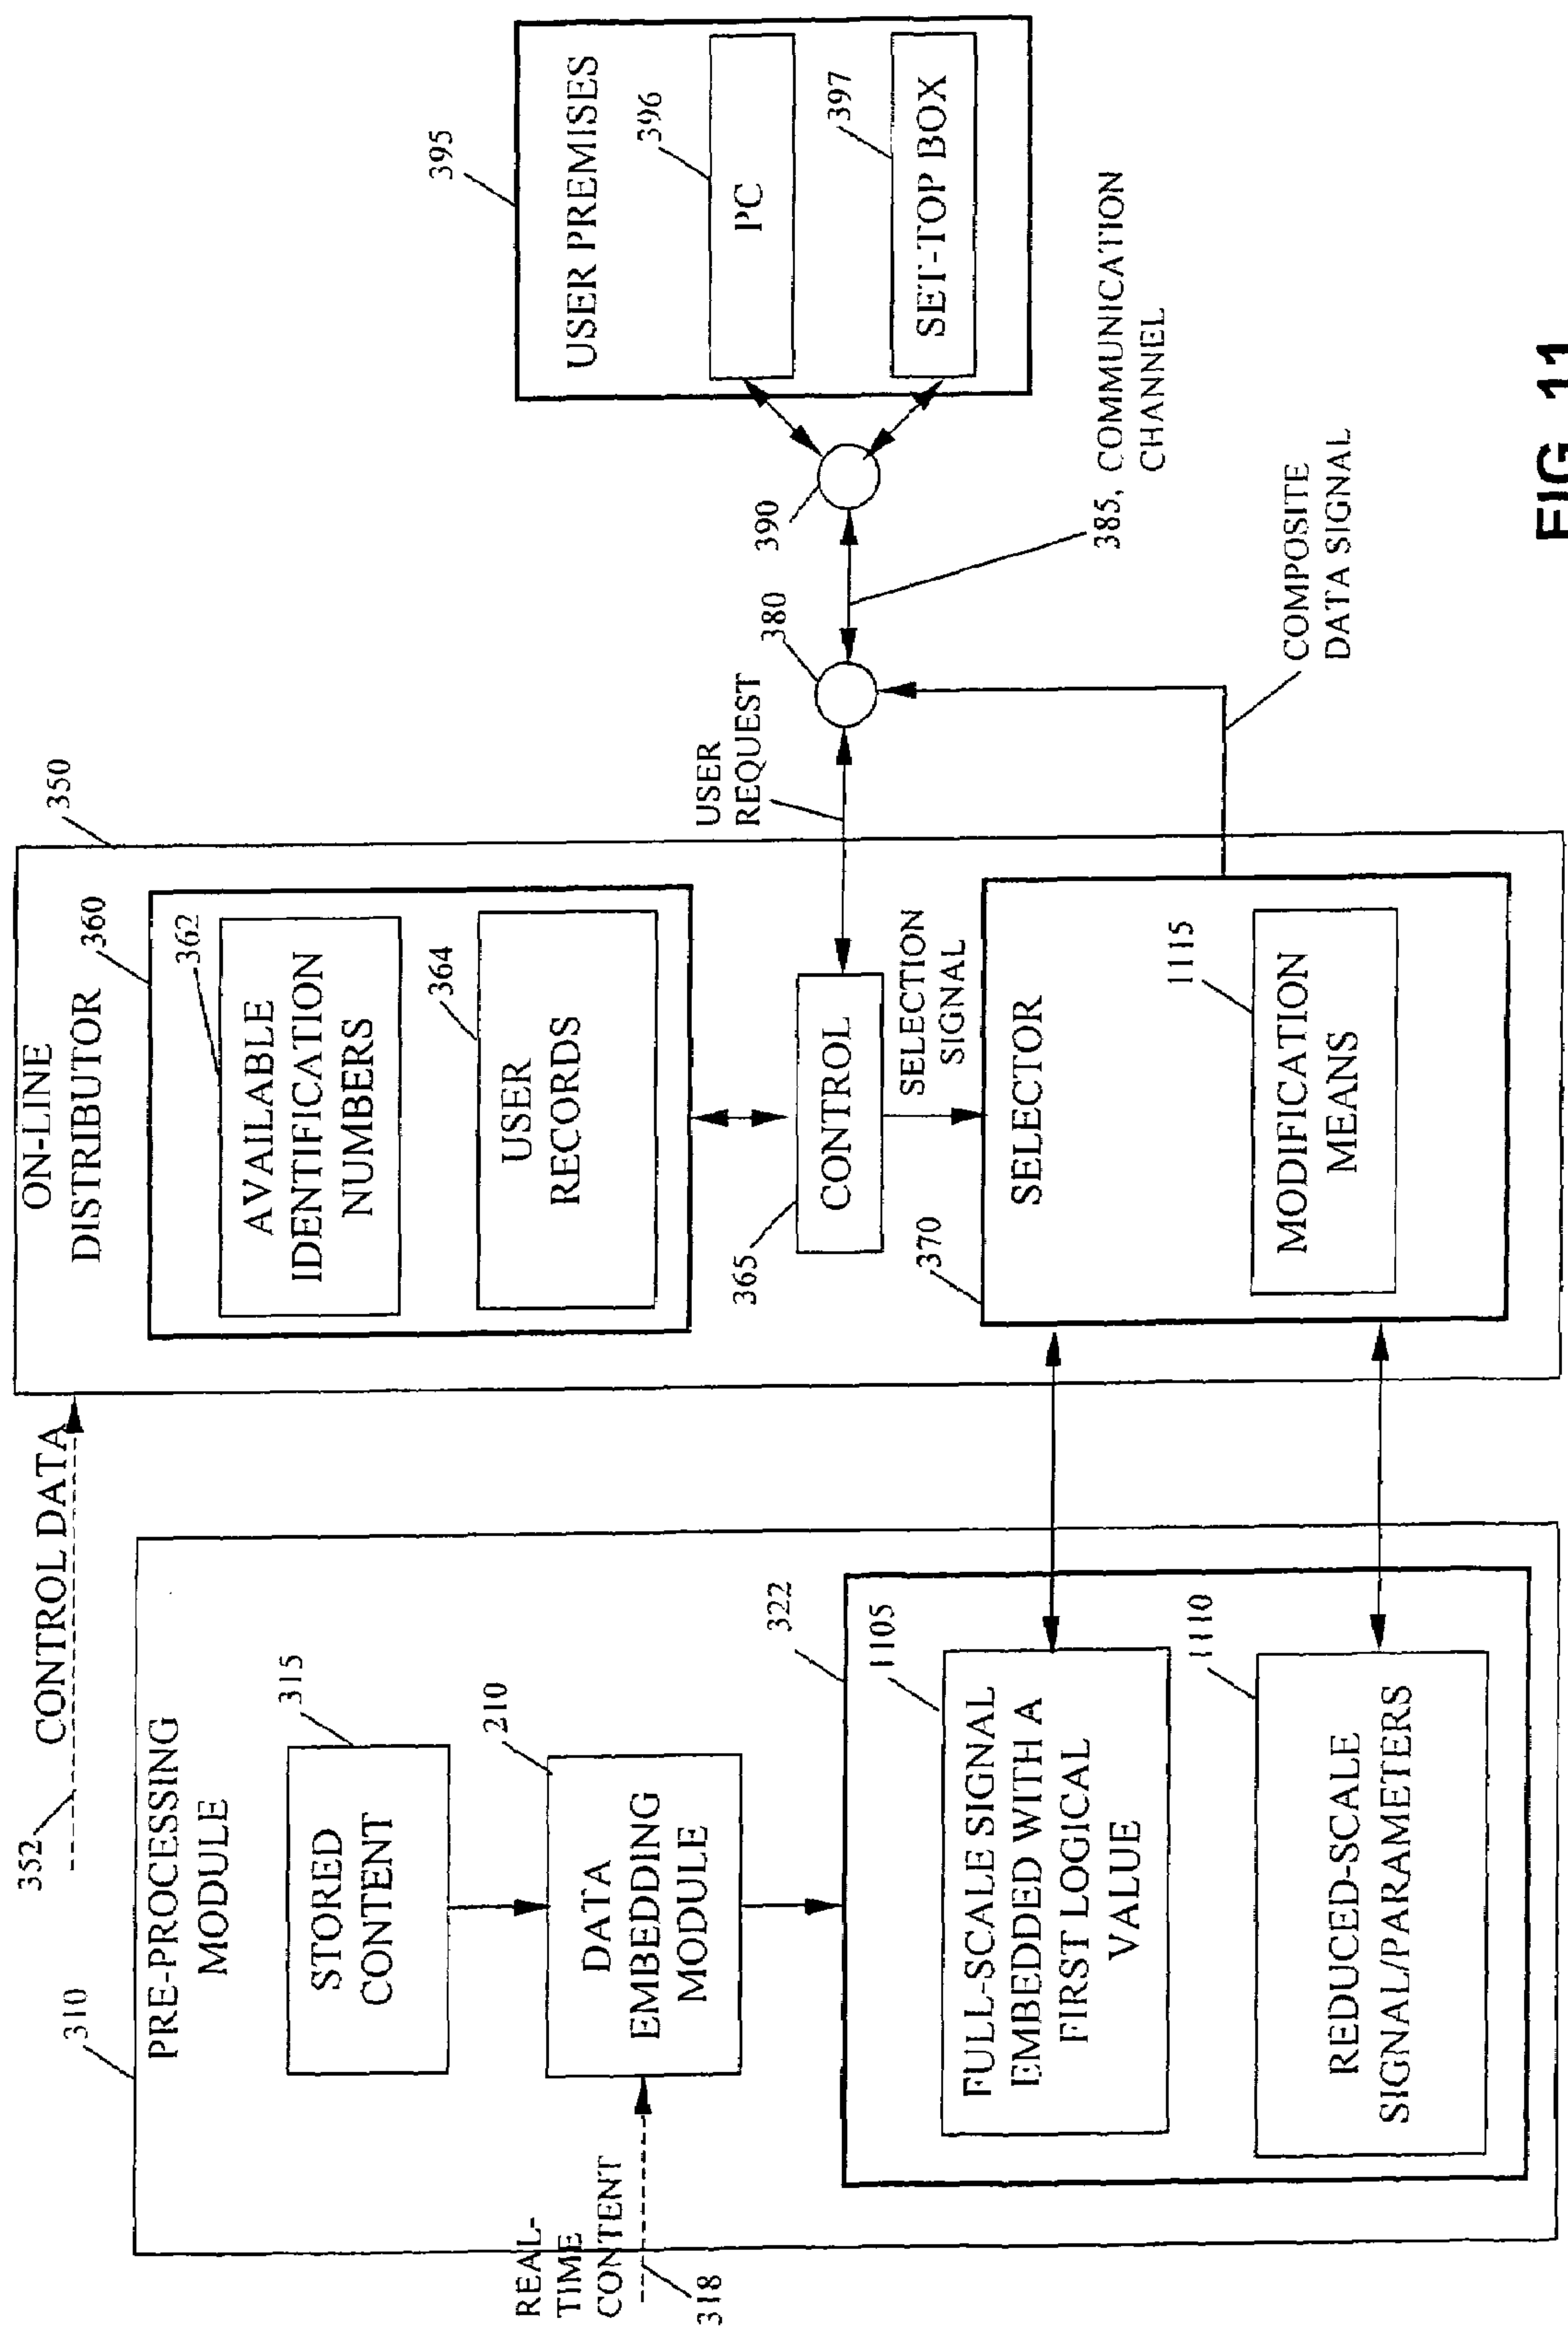 352
CONTROL DATA
310
PRE-PROCESSING
MODULE
315
STORED
CONTENT
210
DATA
EMBEDDING
MODULE
REAL-
TIME
CONTENT
318
322
1105
FULL-SCALE SIGNAL
EMBEDDED WITH A
FIRST LOGICAL
VALUE
1110
REDUCED-SCALE
SIGNAL/PARAMETERS
350
ON-LINE
DISTRIBUTOR
360
362
AVAILABLE
IDENTIFICATION
NUMBERS
364
USER
RECORDS
365
CONTROL
SELECTION
SIGNAL
370
SELECTOR
1115
MODIFICATION
MEANS
USER
REQUEST
380
390
385, COMMUNICATION
CHANNEL
COMPOSITE
DATA SIGNAL
395
USER PREMISES
396
PC
397
SET-TOP BOX
FIG. 11